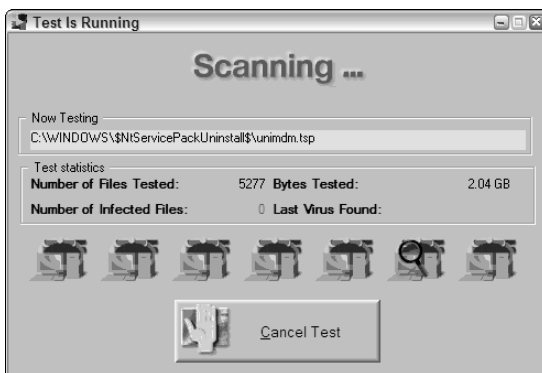 Test Is Running
Scanning ...
Now Testing
C:\WINDOWS\$NtServicePackUninstall$\unimdm.tsp
Test statistics
Number of Files Tested: 5277 Bytes Tested: 2.04 GB
Number of Infected Files: 0 Last Virus Found:
Cancel Test